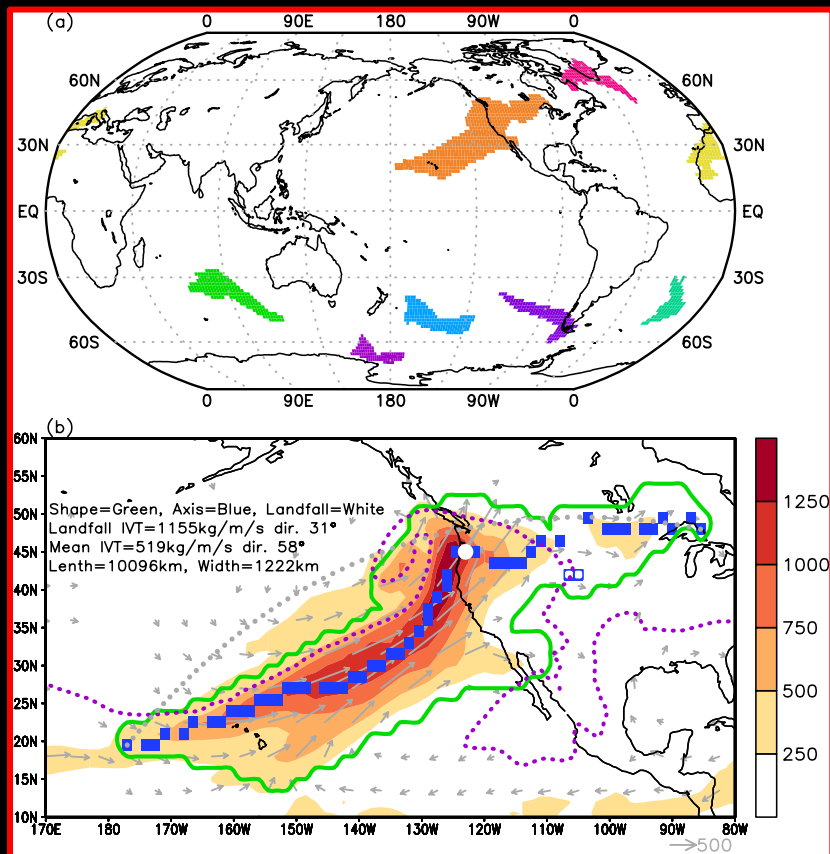 (a)
0 90E 180 90W 0
60N 60N
30N 30N
EQ EQ
30S 30S
60S 60S
0 90E 180 90W 0
(b)
60N
55N
50N
45N
40N
35N
30N
25N
20N
15N
10N
Shape=Green, Axis=Blue, Landfall=White
Landfall IVT=1155kg/m/s dir. 31°
Mean IVT=519kg/m/s dir. 58°
Lenth=10096km, Width=1222km
1250
1000
750
500
250
170E 180 170W 160W 150W 140W 130W 120W 110W 100W 90W 80W
500